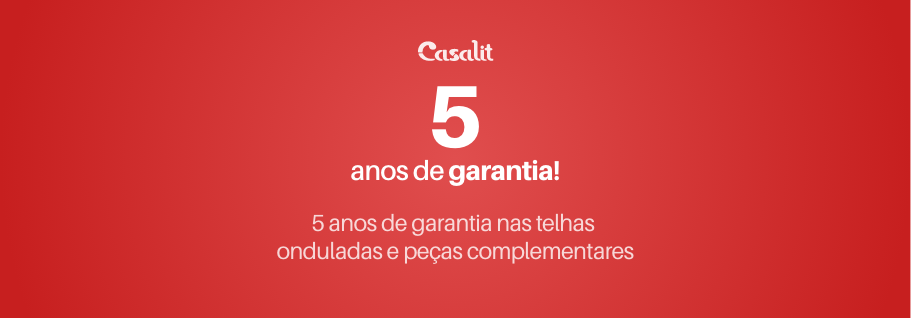 Casalit
5
anos de garantia!
5 anos de garantia nas telhas
onduladas e peças complementares